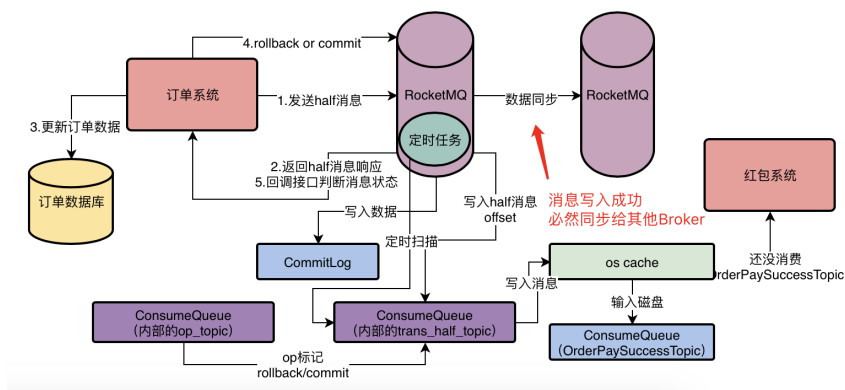 4.rollback or commit
订单系统
1.发送half消息
RocketMQ
数据同步
RocketMQ
定时任务
3.更新订单数据
2.返回half消息响应
5.回调接口判断消息状态
订单数据库
写入数据
写入half消息
offset
消息写入成功
必然同步给其他Broker
红包系统
定时扫描
CommitLog
os cache
还没消费
OrderPaySuccessTopic
写入消息
输入磁盘
ConsumeQueue
（内部的op_topic）
ConsumeQueue
（内部的trans_half_topic）
ConsumeQueue
（OrderPaySuccessTopic）
op标记
rollback/commit